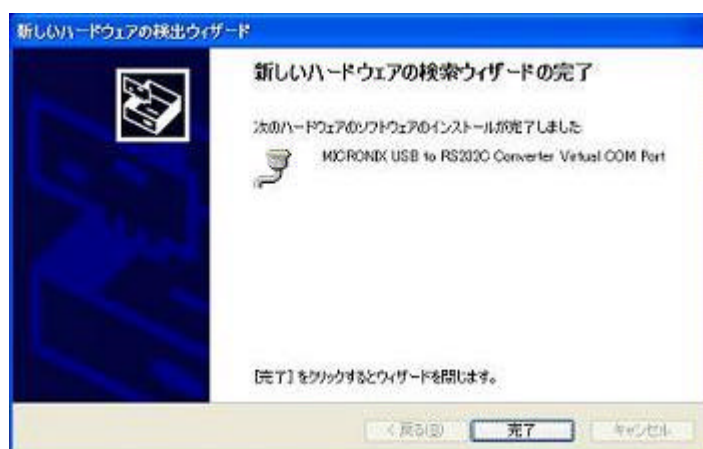 新しいハードウェアの検出ウィザード
新しいハードウェアの検索ウィザードの完了
次のハードウェアのソフトウェアのインストールが完了しました
MICRONIX USB to RS232C Converter Virtual COM Port
[完了] をクリックするとウィザードを閉じます。
< 戻る(B)
完了
キャンセル